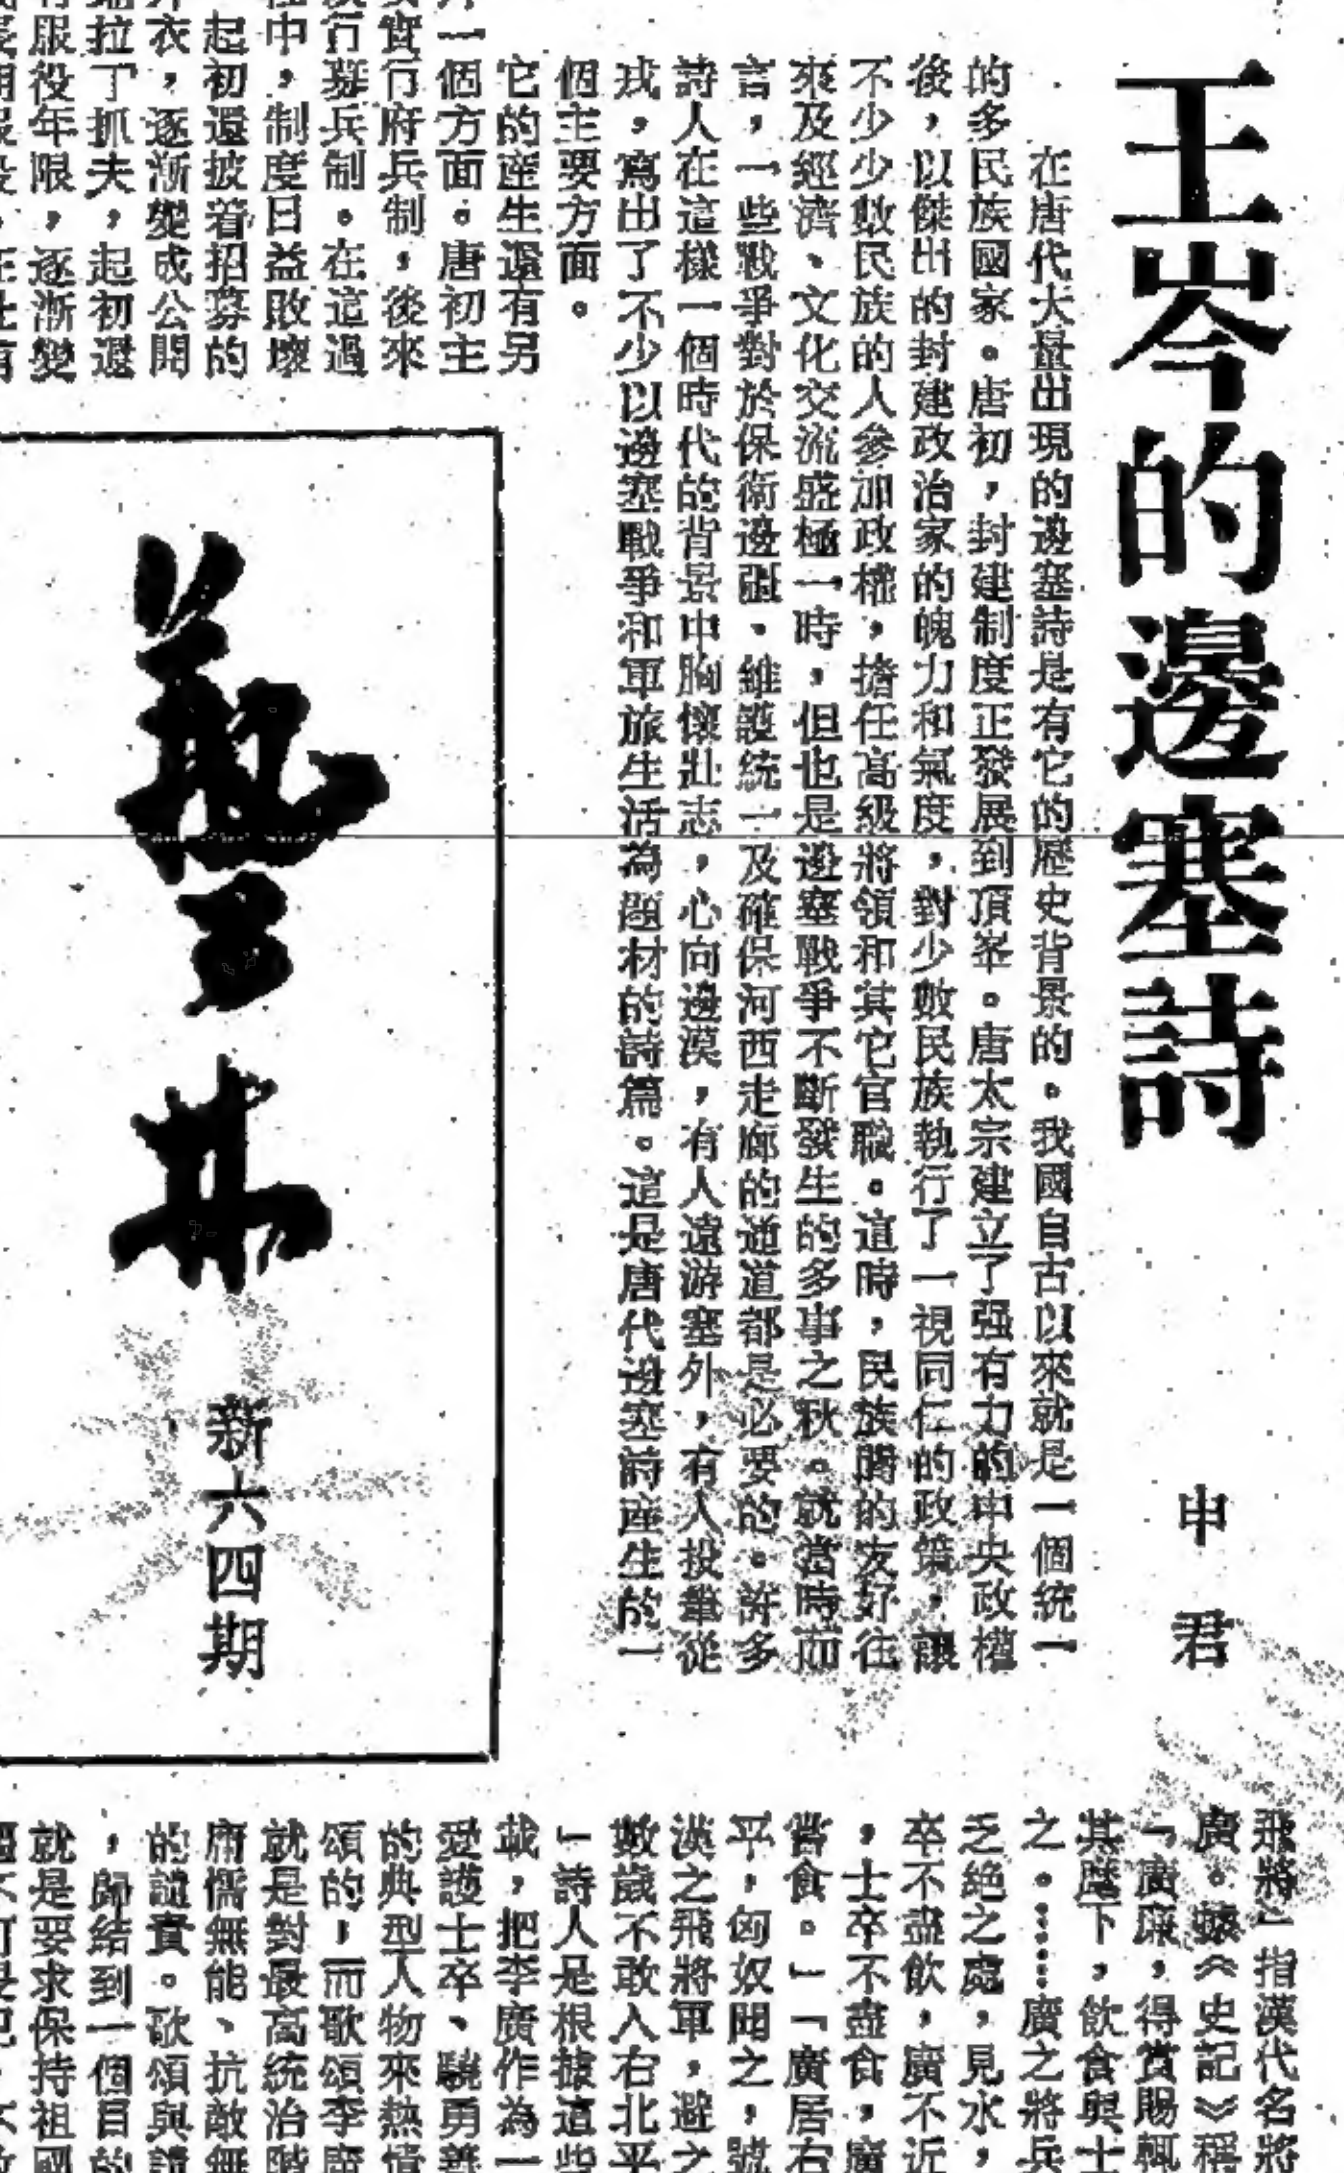 王岑的邊塞詩
申君
在唐代大量出現的邊塞詩是有它的歷史背景的。我國自古以來就是一個統一
的多民族國家。唐初，封建制度正發展到頂峯。唐太宗建立了强有力的中央政權
後，以傑出的封建政治家的魄力和氣度，對少數民族執行了一視同仁的政策，讓
不少少數民族的人參加政權，擔任高級將領和其它官職。這時，民族間的友好往
來及經濟、文化交流盛極一時，但也是邊塞戰爭不斷發生的多事之秋。就當時而
言，一些戰爭對於保衛邊疆、維護統一及確保河西走廊的通道都是必要的。許多
詩人在這樣一個時代的背景中胸懷壯志，心向邊漠，有人遠游塞外，有人投筆從
戎，寫出了不少以邊塞戰爭和軍旅生活為題材的詩篇。這是唐代邊塞詩産生的一
個主要方面。
它的産生還有另
一個方面。唐初主
實行府兵制，後來
行募兵制。在這過
中，制度日益敗壞
起初還披着招募的
衣，逐漸變成公開
拉丁抓夫，起初還
服役年限，逐漸變
藝林
新六四期
飛將」指漢代名將
廣。據《史記》稱
「廣廉，得賞賜輒
其麾下，飲食與士
之。……廣之將兵
乏絕之處，見水，
卒不盡飲，廣不近
，士卒不盡食，廣
嘗食。」「廣居右
平，匈奴聞之，號
漢之飛將軍，避之
數歲不敢入右北平
」詩人是根據這些
載，把李廣作為一
愛護士卒、驍勇善
的典型人物來熱情
頌的，而歌頌李廣
就是對最高統治階
庸懦無能、抗敵無
的譴責。歌頌與譴
，歸結到一個目的
就是要求保持祖國